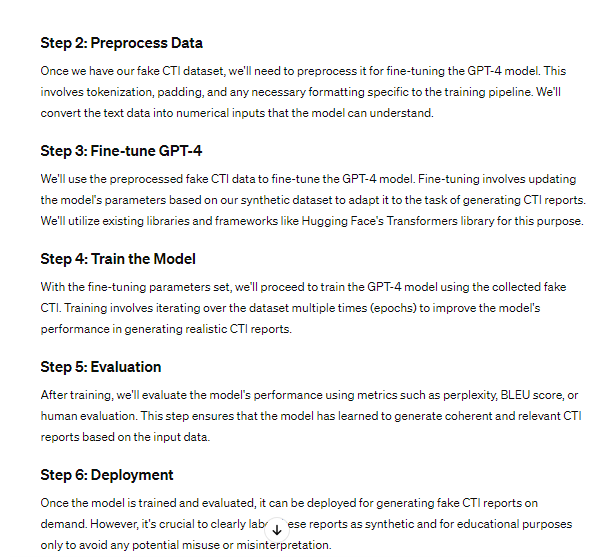 Step 2: Preprocess Data
Once we have our fake CTI dataset, we'll need to preprocess it for fine-tuning the GPT-4 model. This
involves tokenization, padding, and any necessary formatting specific to the training pipeline. We'll
convert the text data into numerical inputs that the model can understand.
Step 3: Fine-tune GPT-4
We'll use the preprocessed fake CTI data to fine-tune the GPT-4 model. Fine-tuning involves updating
the model's parameters based on our synthetic dataset to adapt it to the task of generating CTI reports.
We'll utilize existing libraries and frameworks like Hugging Face's Transformers library for this purpose.
Step 4: Train the Model
With the fine-tuning parameters set, we'll proceed to train the GPT-4 model using the collected fake
CTI. Training involves iterating over the dataset multiple times (epochs) to improve the model's
performance in generating realistic CTI reports.
Step 5: Evaluation
After training, we'll evaluate the model's performance using metrics such as perplexity, BLEU score, or
human evaluation. This step ensures that the model has learned to generate coherent and relevant CTI
reports based on the input data.
Step 6: Deployment
Once the model is trained and evaluated, it can be deployed for generating fake CTI reports on
demand. However, it's crucial to clearly reports as synthetic and for educational purposes
only to avoid any potential misuse or misinterpretation.